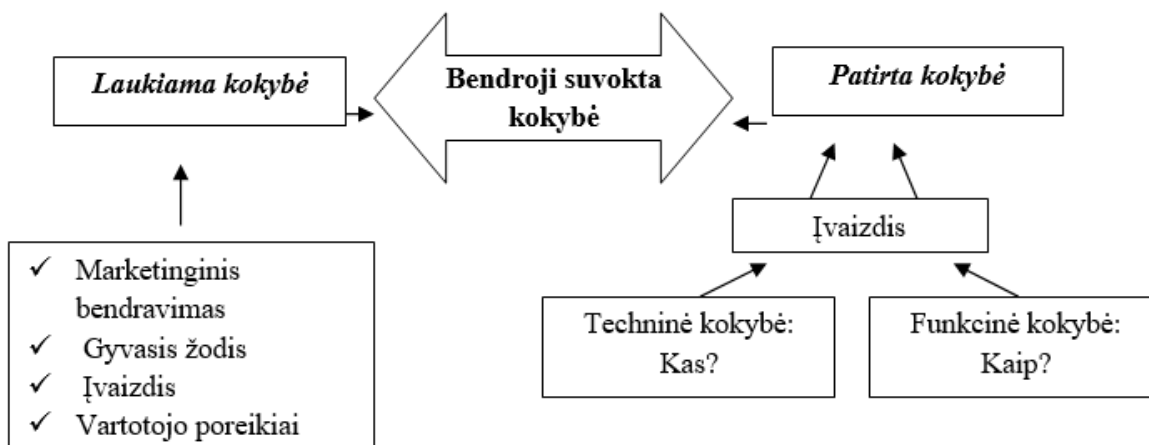 Laukiama kokybė
Bendroji suvokta
kokybė
Patirta kokybė
Įvaizdis
✓ Marketinginis
bendravimas
✓ Gyvasis žodis
✓ Įvaizdis
✓ Vartotojo poreikiai
Techninė kokybė:
Kas?
Funkcinė kokybė:
Kaip?